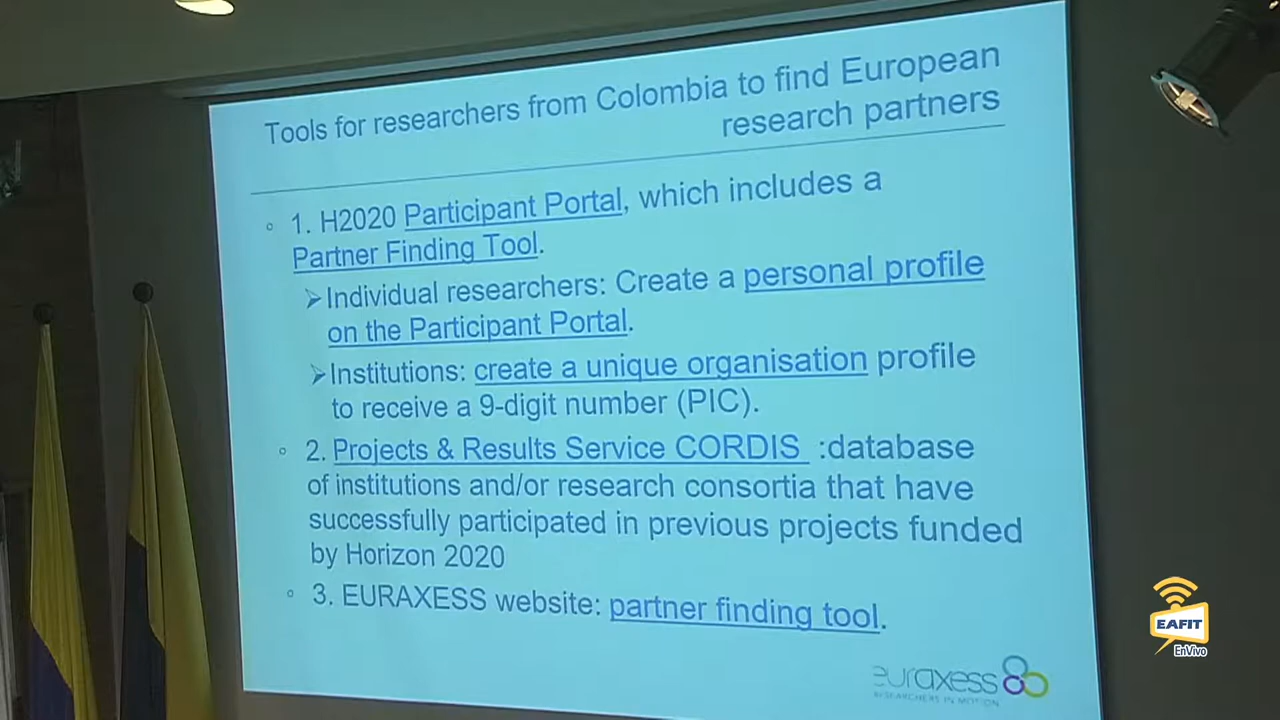 Tools for researchers from Colombia to find European
research partners
◦ 1. H2020 Participant Portal, which includes a
Partner Finding Tool.
➢Individual researchers: Create a personal profile
on the Participant Portal.
➢Institutions: create a unique organisation profile
to receive a 9-digit number (PIC).
◦ 2. Projects & Results Service CORDIS :database
of institutions and/or research consortia that have
successfully participated in previous projects funded
by Horizon 2020
◦ 3. EURAXESS website: partner finding tool.
euraxess
RESEARCHERS IN MOTION
EAFIT
EnVivo